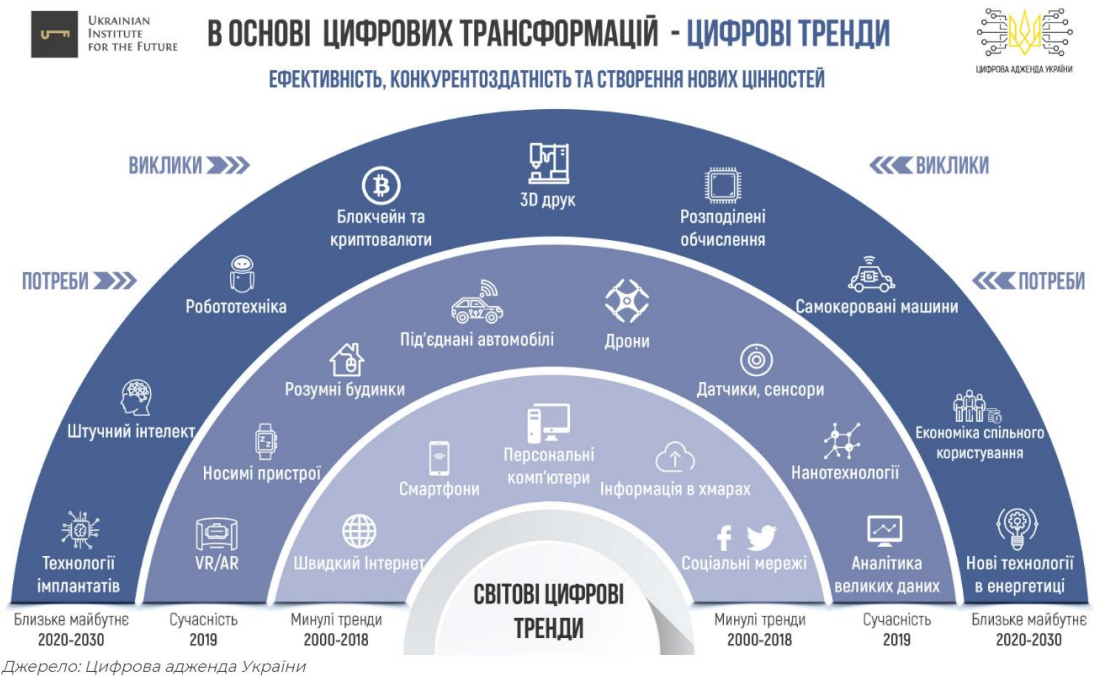 UKRAINIAN
INSTITUTE
FOR THE FUTURE
В ОСНОВІ ЦИФРОВИХ ТРАНСФОРМАЦІЙ - ЦИФРОВІ ТРЕНДИ
ЕФЕКТИВНІСТЬ, КОНКУРЕНТОЗДАТНІСТЬ ТА СТВОРЕННЯ НОВИХ ЦІННОСТЕЙ
ЦИФРОВА АДЖЕНДА УКРАЇНИ
ВИКЛИКИ
ВИКЛИКИ
ПОТРЕБИ
ПОТРЕБИ
Технології
імплантатів
Штучний інтелект
Робототехніка
Блокчейн та
криптовалюти
3D друк
Розподілені
обчислення
Самокеровані машини
Економіка спільного
користування
Нові технології
в енергетиці
VR/AR
Носимі пристрої
Розумні будинки
Під'єднані автомобілі
Дрони
Датчики, сенсори
Нанотехнології
Аналітика
великих даних
Швидкий Інтернет
Смартфони
Персональні
комп'ютери
Інформація в хмарах
Соціальні мережі
СВІТОВІ ЦИФРОВІ
ТРЕНДИ
Близьке майбутнє
2020-2030
Сучасність
2019
Минулі тренди
2000-2018
Минулі тренди
2000-2018
Сучасність
2019
Близьке майбутнє
2020-2030
Джерело: Цифрова адженда України